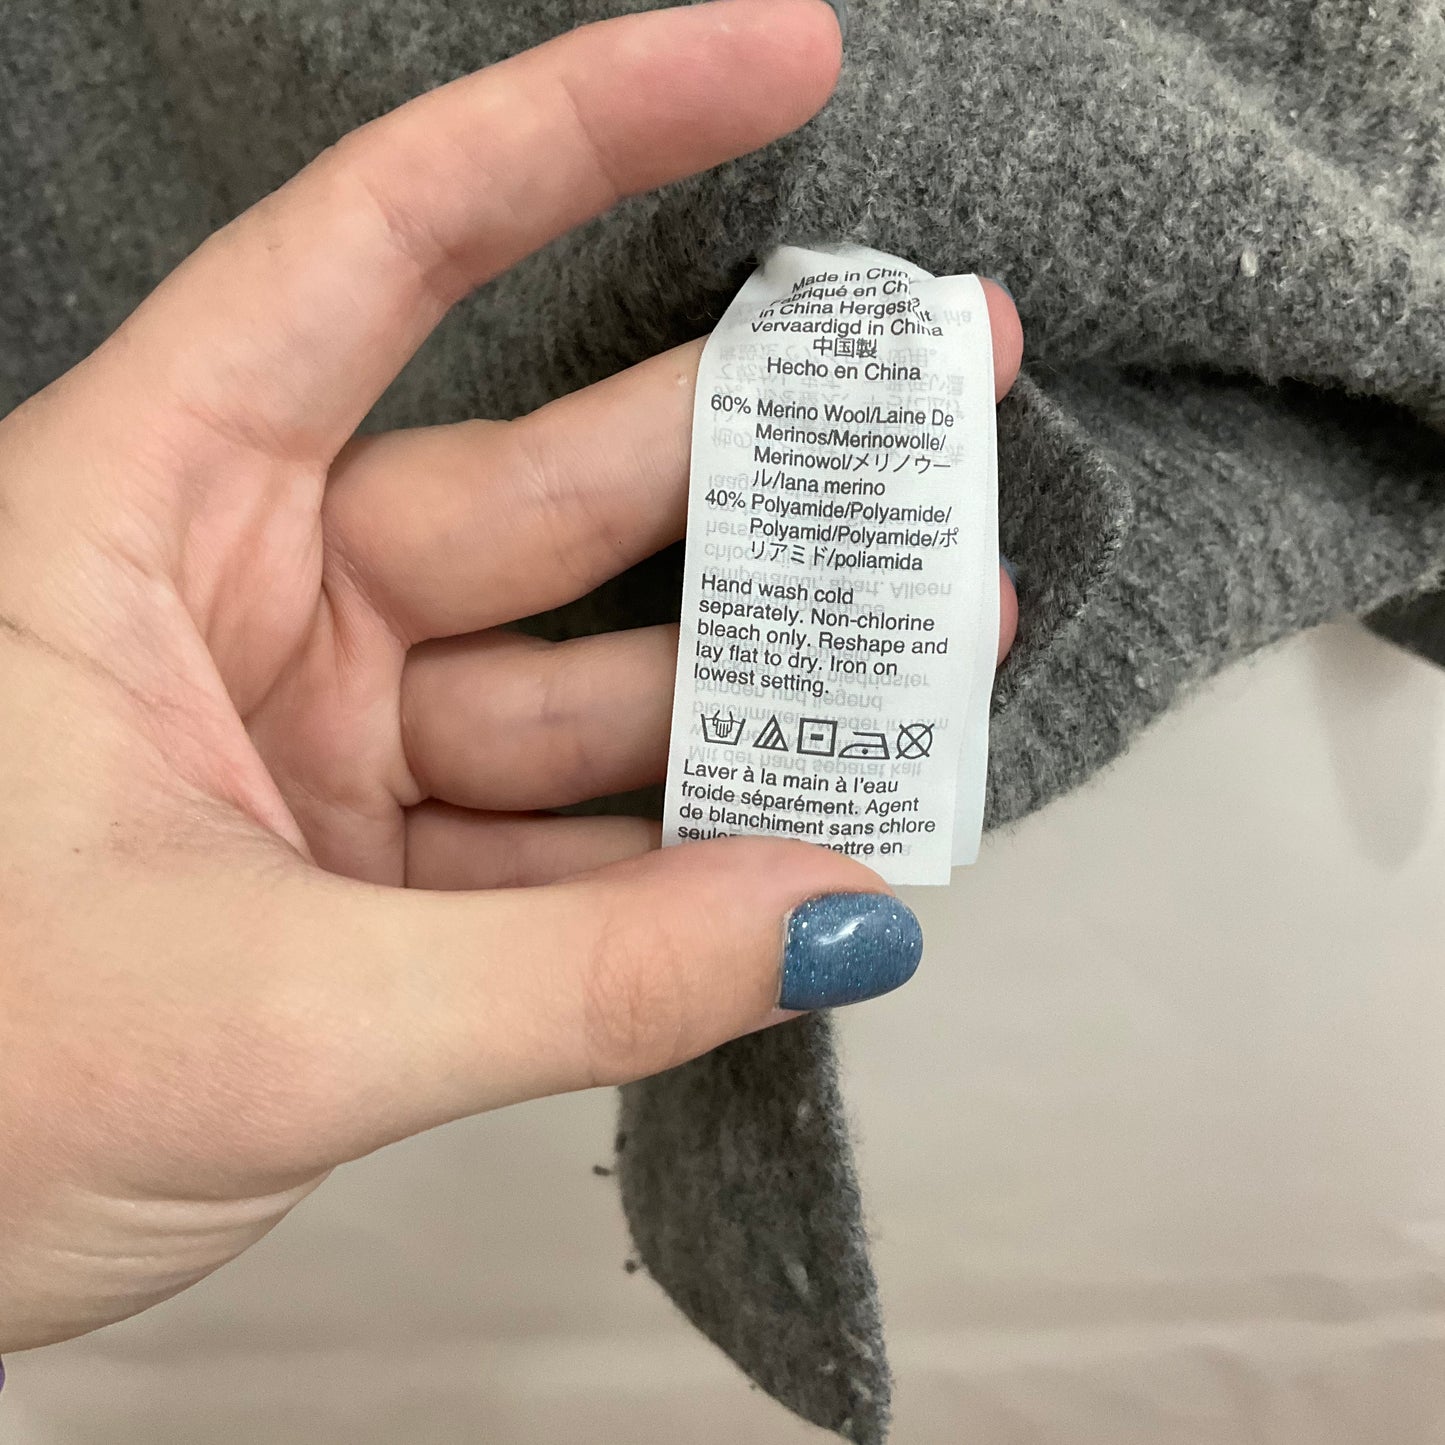 Made in
Fabriqué en
in China Hergestellt
vervaardigd in China
中国製
Hecho en China
60% Merino Wool/Laine De
Merinos/Merinowolle/
Merinowol/メリノウー
ル/lana merino
40% Polyamide/Polyamide/
Polyamid/Polyamide/ポ
リアミド/poliamida
Hand wash cold
separately. Non-chlorine
bleach only. Reshape and
lay flat to dry. Iron on
lowest setting.
Laver à la main à l'eau
froide séparément. Agent
de blanchiment sans chlore
en